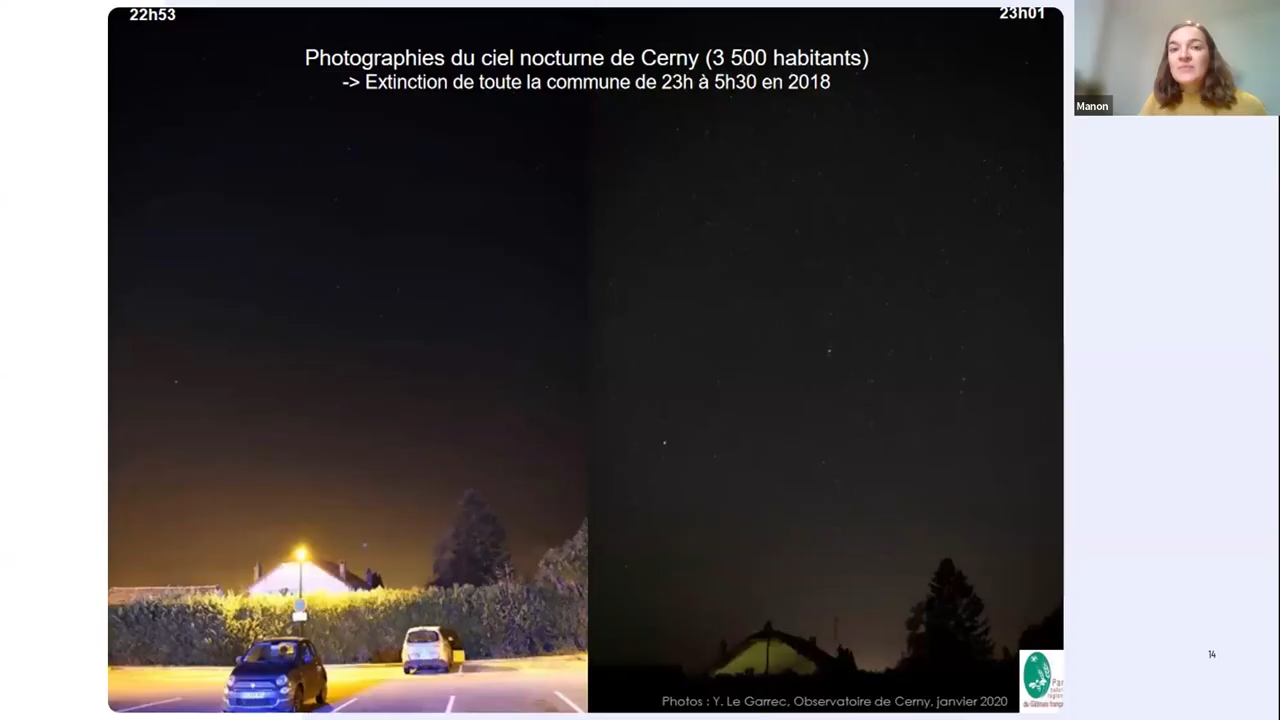 22h53
23h01
Photographies du ciel nocturne de Cerny (3 500 habitants)
-> Extinction de toute la commune de 23h à 5h30 en 2018
Manon
14
Photos : Y. Le Garrec, Observatoire de Cerny, janvier 2020